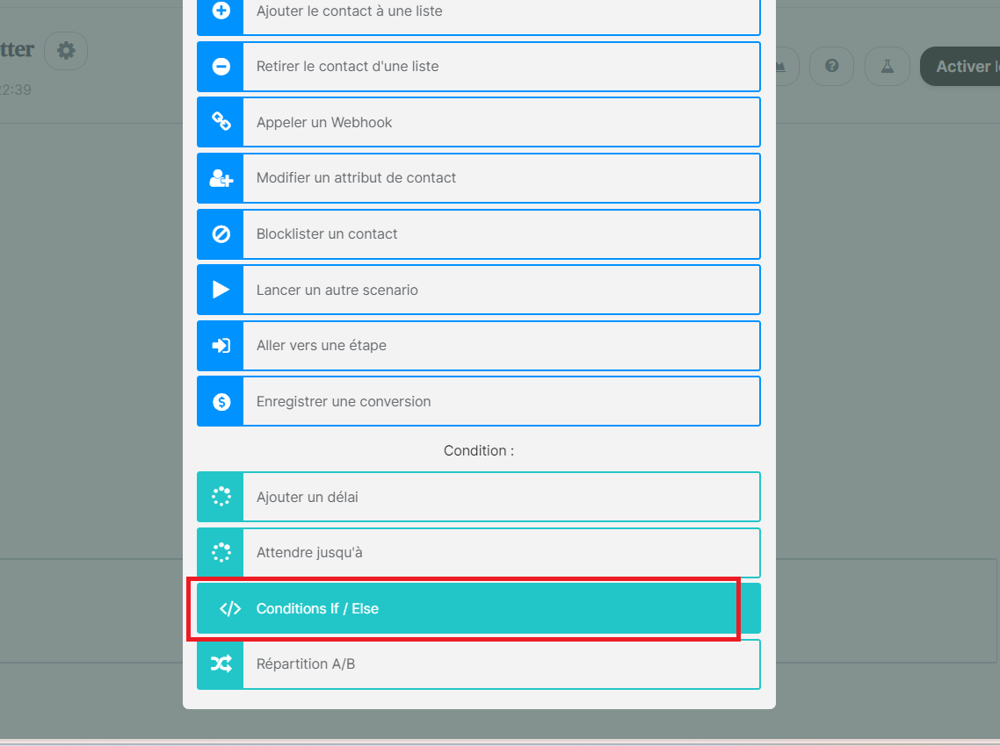 Ajouter le contact à une liste
tter
Retirer le contact d'une liste
Activer l
2:39
Appeler un Webhook
Modifier un attribut de contact
Blocklister un contact
Lancer un autre scenario
Aller vers une étape
Enregistrer une conversion
Condition :
Ajouter un délai
Attendre jusqu'à
Conditions If / Else
Répartition A/B